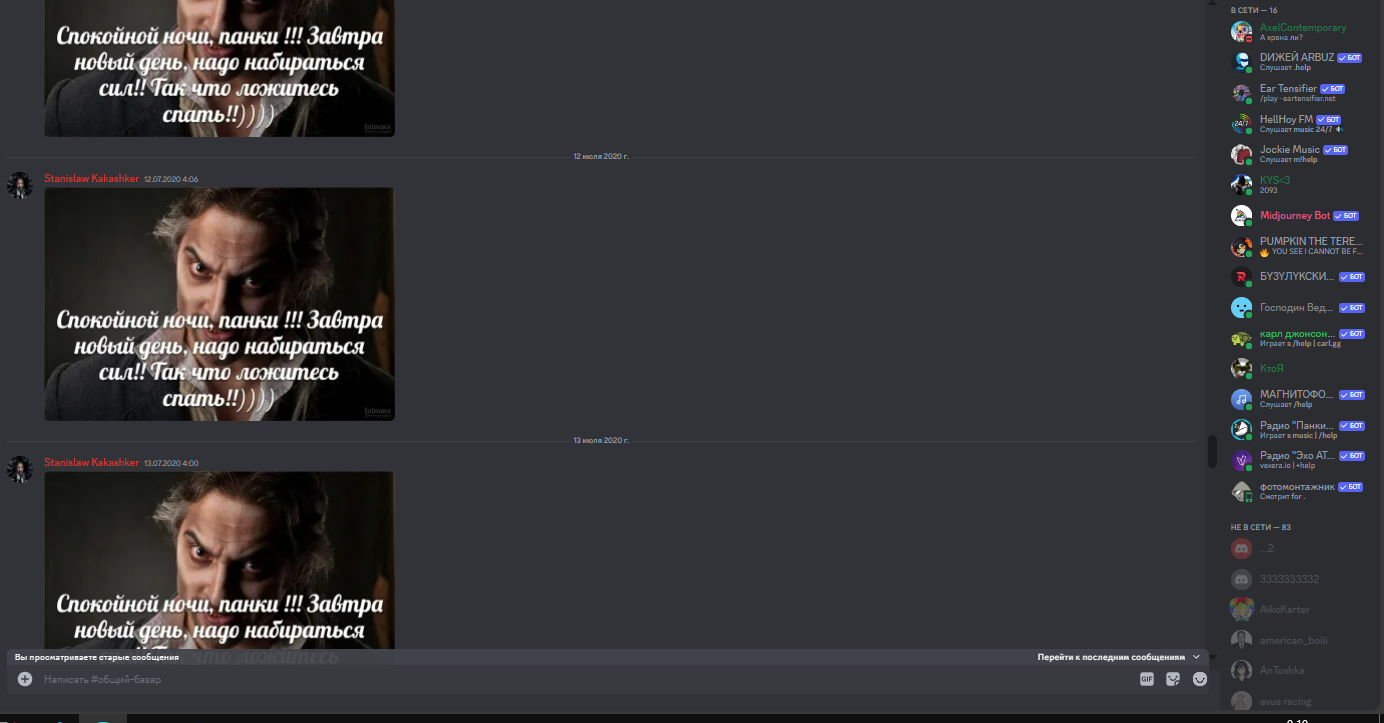 Спокойной ночи, панки !!! Завтра
новый день, надо набираться
сил!! Так что ложитесь
спать!!))))
12 июля 2020 г.
Stanislaw Kakashker 12.07.2020 4:06
Спокойной ночи, панки !!! Завтра
новый день, надо набираться
сил!! Так что ложитесь
спать!!))))
13 июля 2020 г.
Stanislaw Kakashker 13.07.2020 4:00
Спокойной ночи, панки !!! Завтра
новый день, надо набираться
Вы просматриваете старые сообщения
Перейти к последним сообщениям
Написать #общий-базар
GIF
В СЕТИ — 16
AxelContemporary
А хрена ли?
DИЖЕЙ ARBUZ БОТ
Слушает .help
Ear Tensifier БОТ
/play · eartensifier.net
24/7
HellHoy FM БОТ
Слушает music 24/7
Jockie Music БОТ
Слушает m!help
KYS<3
2093
Midjourney Bot БОТ
PUMPKIN THE TERE...
YOU SEE I CANNOT BE F...
БУЗУЛУКСКИ... БОТ
Господин Вед... БОТ
карл джонсон... БОТ
Играет в /help | carl.gg
КтоЯ
МАГНИТОФО... БОТ
Слушает /help
Радио "Панки... БОТ
Играет в music | /help
Радио "Эхо АТ... БОТ
vexera.io | +help
фотомонтажник БОТ
Смотрит for .
НЕ В СЕТИ — 83
3333333332
AikoKarter
american_boiii
AnToshka
avus racing